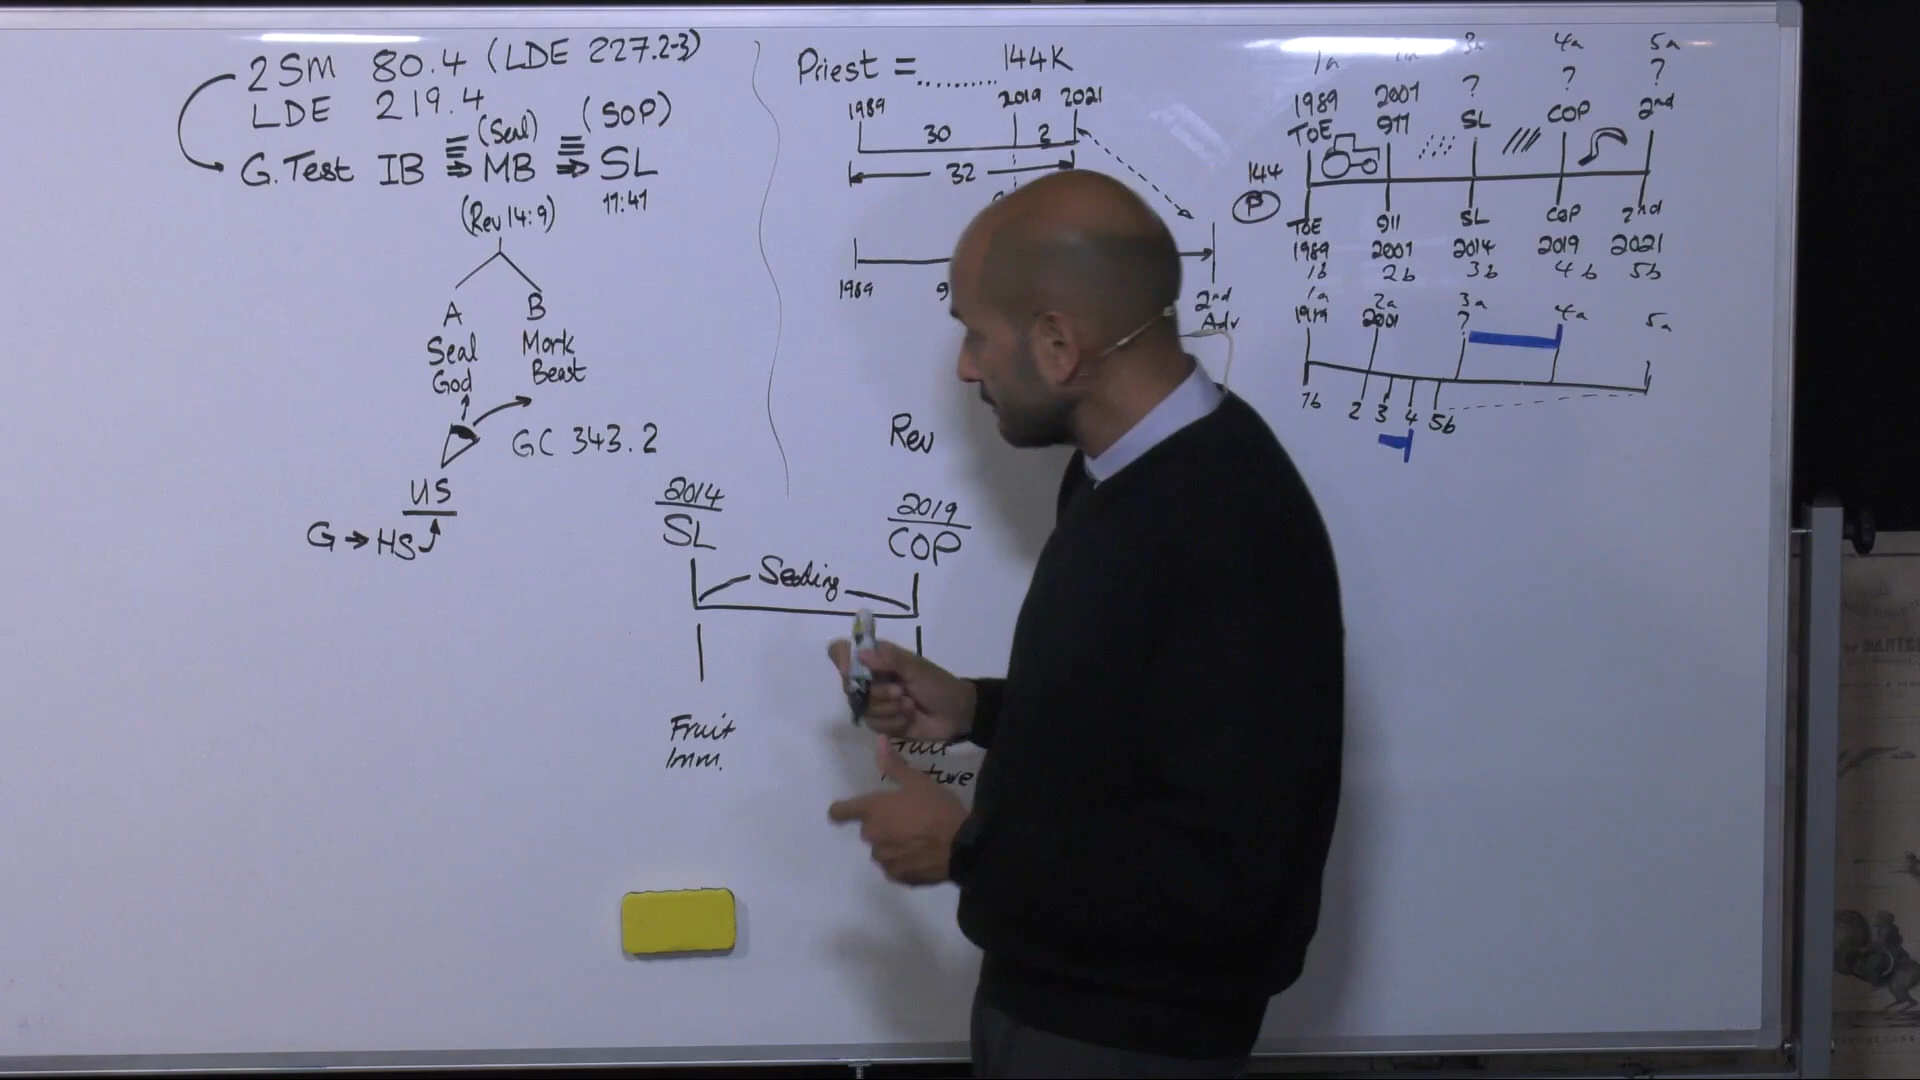 2SM 80.4 (LDE 227.2-3)
LDE 219.4
(Seal) (SOP)
G.Test IB MB SL
(Rev 14:9) 11:41
A B
Seal God
Mark Beast
GC 343.2
US
G → HS
Priest = .......... 144K
1989 2019 2021
30 2
32
1989 9
2nd Adv
Rev
2014 2019
SL COP
Sealing
Fruit Imm.
1a 3a 4a 5a
1989 2001 ? ? ?
TOE 911 SL COP 2nd
144
P
TOE 911 SL COP 2nd
1989 2001 2014 2019 2021
1b 2b 3b 4b 5b
1a 2a 3a 4a 5a
1989 2001 ?
1b 2 3 4 5b